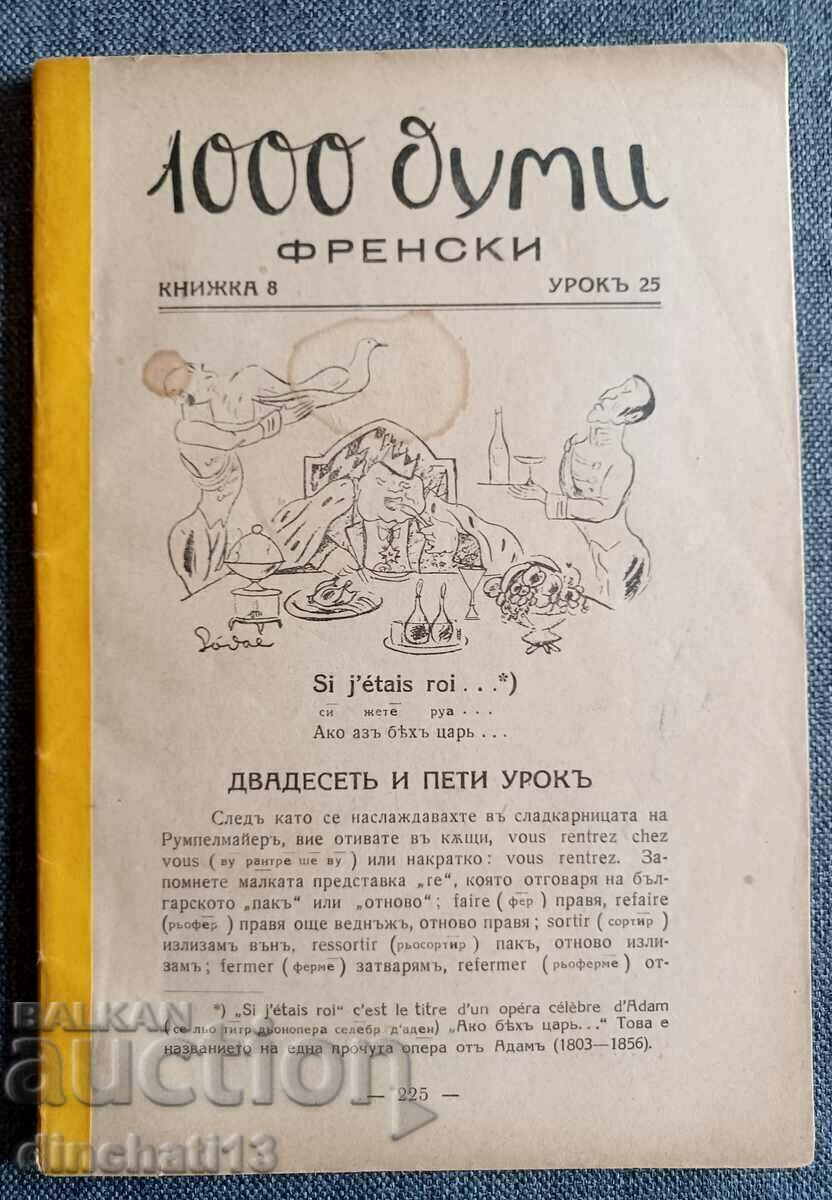 1000 думи
ФРЕНСКИ
КНИЖКА 8 УРОКЪ 25
Si j'étais roi . . .*)
си жете руа . . .
Ако азъ бѣхъ царь . . .
ДВАДЕСЕТЬ И ПЕТИ УРОКЪ
Следъ като се наслаждавахте въ сладкарницата на
Румпелмайеръ, вие отивате въ кѫщи, vous rentrez chez
vous (ву рантре ше ву) или накратко: vous rentrez. За-
помнете малката представка „re“, която отговаря на бъл-
гарското „пакъ“ или „отново“; faire (фер) правя, refaire
(рьофер) правя още веднъжъ, отново правя; sortir (сортир)
излизамъ вънъ, ressortir (рьосортир) пакъ, отново изли-
замъ; fermer (ферме) затварямъ, refermer (рьоферме) от-
*) „Si j'étais roi“ c'est le titre d'un opéra célèbre d'Adam
(се льо титр дьонопера селебр д'аден) „Ако бѣхъ царь...“ Това е
названието на една прочута опера отъ Адамъ (1803—1856).
— 225 —
БАЛКАН
auction
dinchati13